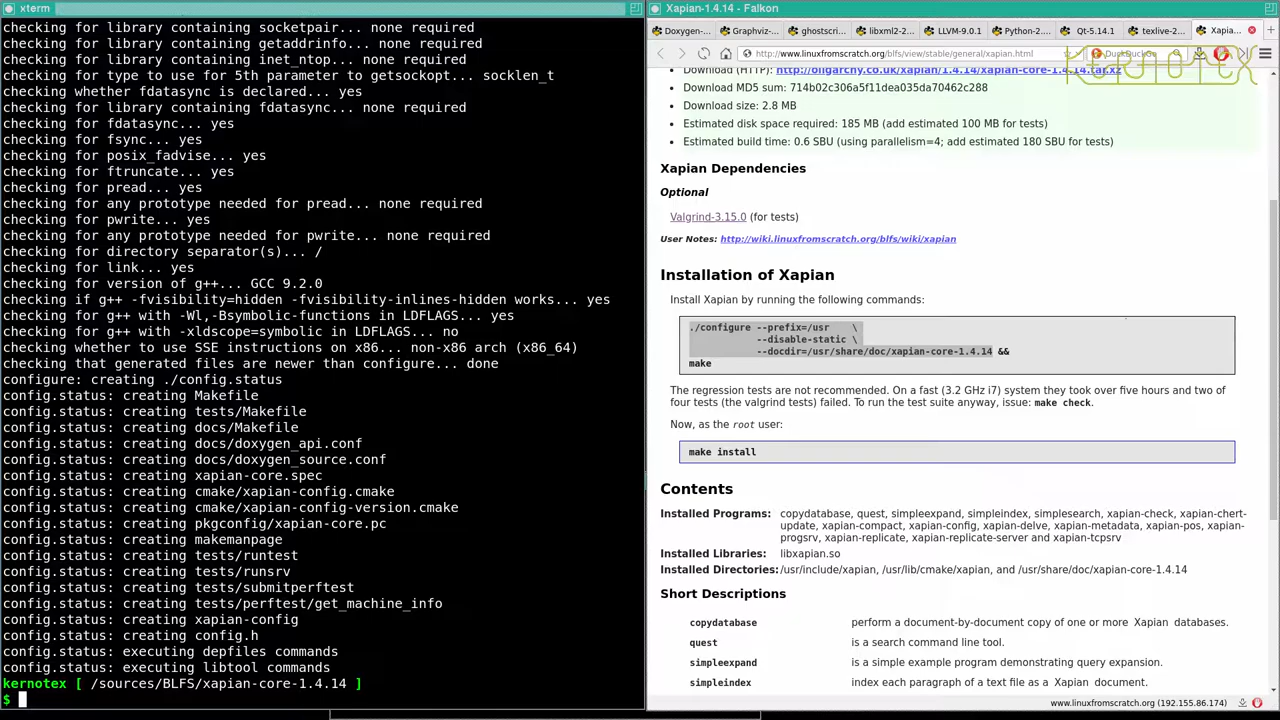 xterm
checking for library containing socketpair... none required
checking for library containing getaddrinfo... none required
checking for library containing inet_ntop... none required
checking for type to use for 5th parameter to getsockopt... socklen_t
checking whether fdatasync is declared... yes
checking for library containing fdatasync... none required
checking for fdatasync... yes
checking for fsync... yes
checking for posix_fadvise... yes
checking for ftruncate... yes
checking for pread... yes
checking for any prototype needed for pread... none required
checking for pwrite... yes
checking for any prototype needed for pwrite... none required
checking for directory separator(s)... /
checking for link... yes
checking for version of g++... GCC 9.2.0
checking if g++ -fvisibility=hidden -fvisibility-inlines-hidden works... yes
checking for g++ with -Wl,-Bsymbolic-functions in LDFLAGS... yes
checking for g++ with -xldscope=symbolic in LDFLAGS... no
checking whether to use SSE instructions on x86... non-x86 arch (x86_64)
checking that generated files are newer than configure... done
configure: creating ./config.status
config.status: creating Makefile
config.status: creating tests/Makefile
config.status: creating docs/Makefile
config.status: creating docs/doxygen_api.conf
config.status: creating docs/doxygen_source.conf
config.status: creating xapian-core.spec
config.status: creating cmake/xapian-config.cmake
config.status: creating cmake/xapian-config-version.cmake
config.status: creating pkgconfig/xapian-core.pc
config.status: creating makemanpage
config.status: creating tests/runtest
config.status: creating tests/runsrv
config.status: creating tests/submitperftest
config.status: creating tests/perftest/get_machine_info
config.status: creating xapian-config
config.status: creating config.h
config.status: executing depfiles commands
config.status: executing libtool commands
kernotex [ /sources/BLFS/xapian-core-1.4.14 ]
$
Xapian-1.4.14 - Falkon
Doxygen-... Graphviz-... ghostscri... libxml2-2... LLVM-9.0.1 Python-2.... Qt-5.14.1 texlive-2... Xapia...
http://www.linuxfromscratch.org/blfs/view/stable/general/xapian.html
DuckDuckGo
KERNOTEX
Download (HTTP): http://oligarchy.co.uk/xapian/1.4.14/xapian-core-1.4.14.tar.xz
• Download MD5 sum: 714b02c306a5f11dea035da70462c288
• Download size: 2.8 MB
• Estimated disk space required: 185 MB (add estimated 100 MB for tests)
• Estimated build time: 0.6 SBU (using parallelism=4; add estimated 180 SBU for tests)
Xapian Dependencies
Optional
Valgrind-3.15.0 (for tests)
User Notes: http://wiki.linuxfromscratch.org/blfs/wiki/xapian
Installation of Xapian
Install Xapian by running the following commands:
./configure --prefix=/usr \
--disable-static \
--docdir=/usr/share/doc/xapian-core-1.4.14 &&
make
The regression tests are not recommended. On a fast (3.2 GHz i7) system they took over five hours and two of
four tests (the valgrind tests) failed. To run the test suite anyway, issue: make check.
Now, as the root user:
make install
Contents
Installed Programs: copydatabase, quest, simpleexpand, simpleindex, simplesearch, xapian-check, xapian-chert-
update, xapian-compact, xapian-config, xapian-delve, xapian-metadata, xapian-pos, xapian-
progsrv, xapian-replicate, xapian-replicate-server and xapian-tcpsrv
Installed Libraries: libxapian.so
Installed Directories: /usr/include/xapian, /usr/lib/cmake/xapian, and /usr/share/doc/xapian-core-1.4.14
Short Descriptions
copydatabase perform a document-by-document copy of one or more Xapian databases.
quest is a search command line tool.
simpleexpand is a simple example program demonstrating query expansion.
simpleindex index each paragraph of a text file as a Xapian document.
www.linuxfromscratch.org (192.155.86.174)